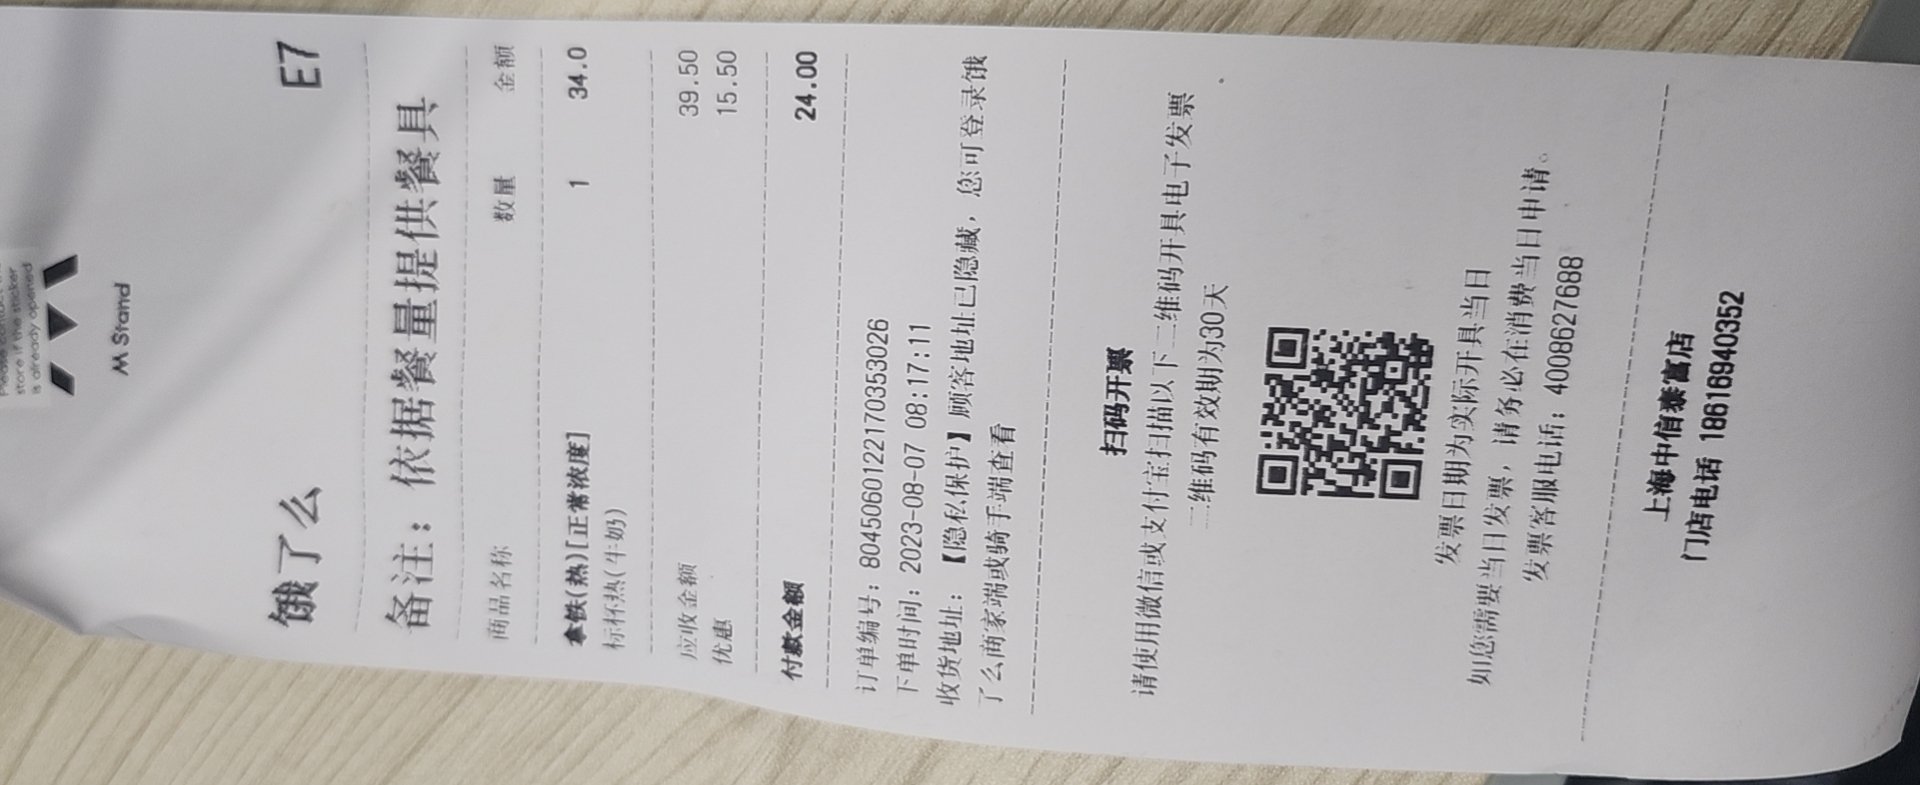 store if the sticker
is already opened
M Stand
饿了么 E7
备注：依据餐量提供餐具
商品名称 数量 金额
拿铁(热)[正常浓度] 1 34.0
标杯热(牛奶)
应收金额 39.50
优惠 15.50
付款金额 24.00
订单编号：8045060122170353026
下单时间：2023-08-07 08:17:11
收货地址：【隐私保护】顾客地址已隐藏，您可登录饿
了么商家端或骑手端查看
扫码开票
请使用微信或支付宝扫描以下二维码开具电子发票
二维码有效期为30天
发票日期为实际开具当日
如您需要当日发票，请务必在消费当日申请。
发票客服电话：4008627688
上海中信泰富店
门店电话 18616940352